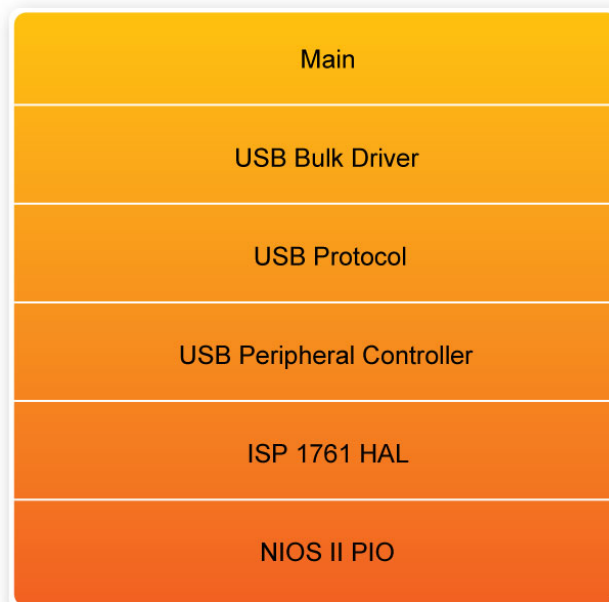 Main
USB Bulk Driver
USB Protocol
USB Peripheral Controller
ISP 1761 HAL
NIOS II PIO